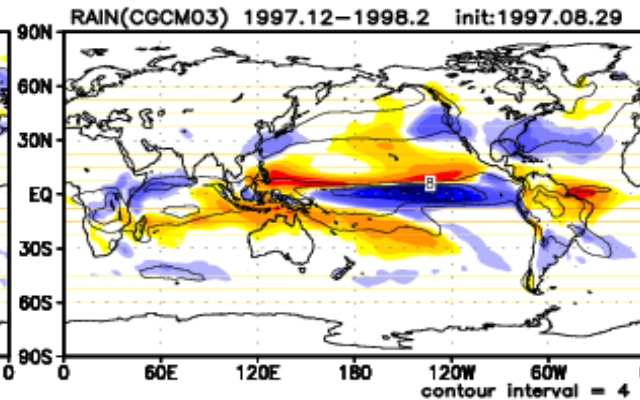 RAIN(CGCM03) 1997.12−1998.2 init:1997.08.29
90N
60N
30N
EQ
30S
60S
90S
8
0 0 60E 120E 180 120W 60W
contour interval = 4